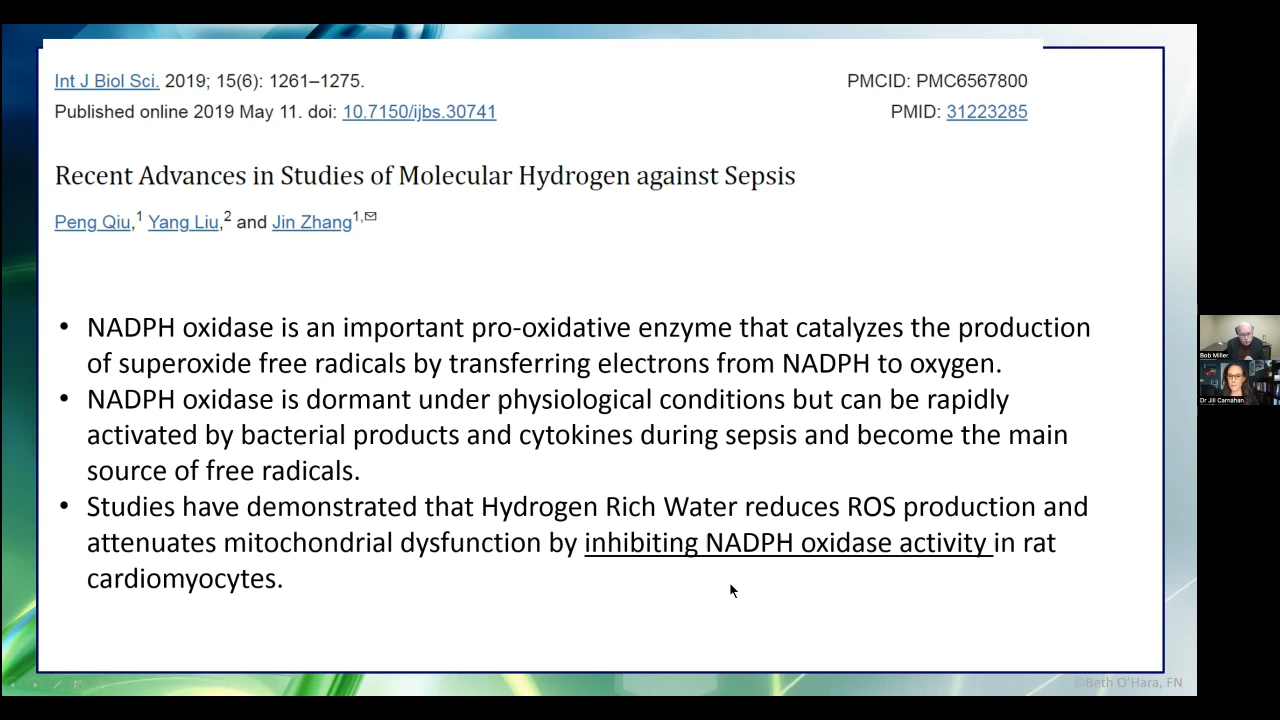 Int J Biol Sci. 2019; 15(6): 1261–1275.
PMCID: PMC6567800
Published online 2019 May 11. doi: 10.7150/ijbs.30741
PMID: 31223285
Recent Advances in Studies of Molecular Hydrogen against Sepsis
Peng Qiu,1 Yang Liu,2 and Jin Zhang1,✉
• NADPH oxidase is an important pro-oxidative enzyme that catalyzes the production
of superoxide free radicals by transferring electrons from NADPH to oxygen.
• NADPH oxidase is dormant under physiological conditions but can be rapidly
activated by bacterial products and cytokines during sepsis and become the main
source of free radicals.
• Studies have demonstrated that Hydrogen Rich Water reduces ROS production and
attenuates mitochondrial dysfunction by inhibiting NADPH oxidase activity in rat
cardiomyocytes.
Bob Miller
Dr Jill Carnahan
©Beth O'Hara, FN